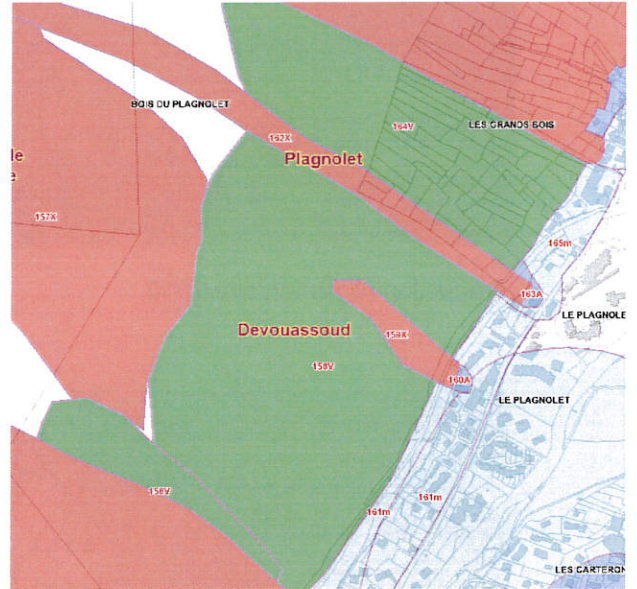 BOIS DU PLAGNOLET
162X
164V
LES GRANDS BOIS
Plagnolet
le
e
157X
165m
163A
LE PLAGNOLE
Devouassoud
159X
158V
160A
LE PLAGNOLET
156V
161m
161m
LES CARTERON